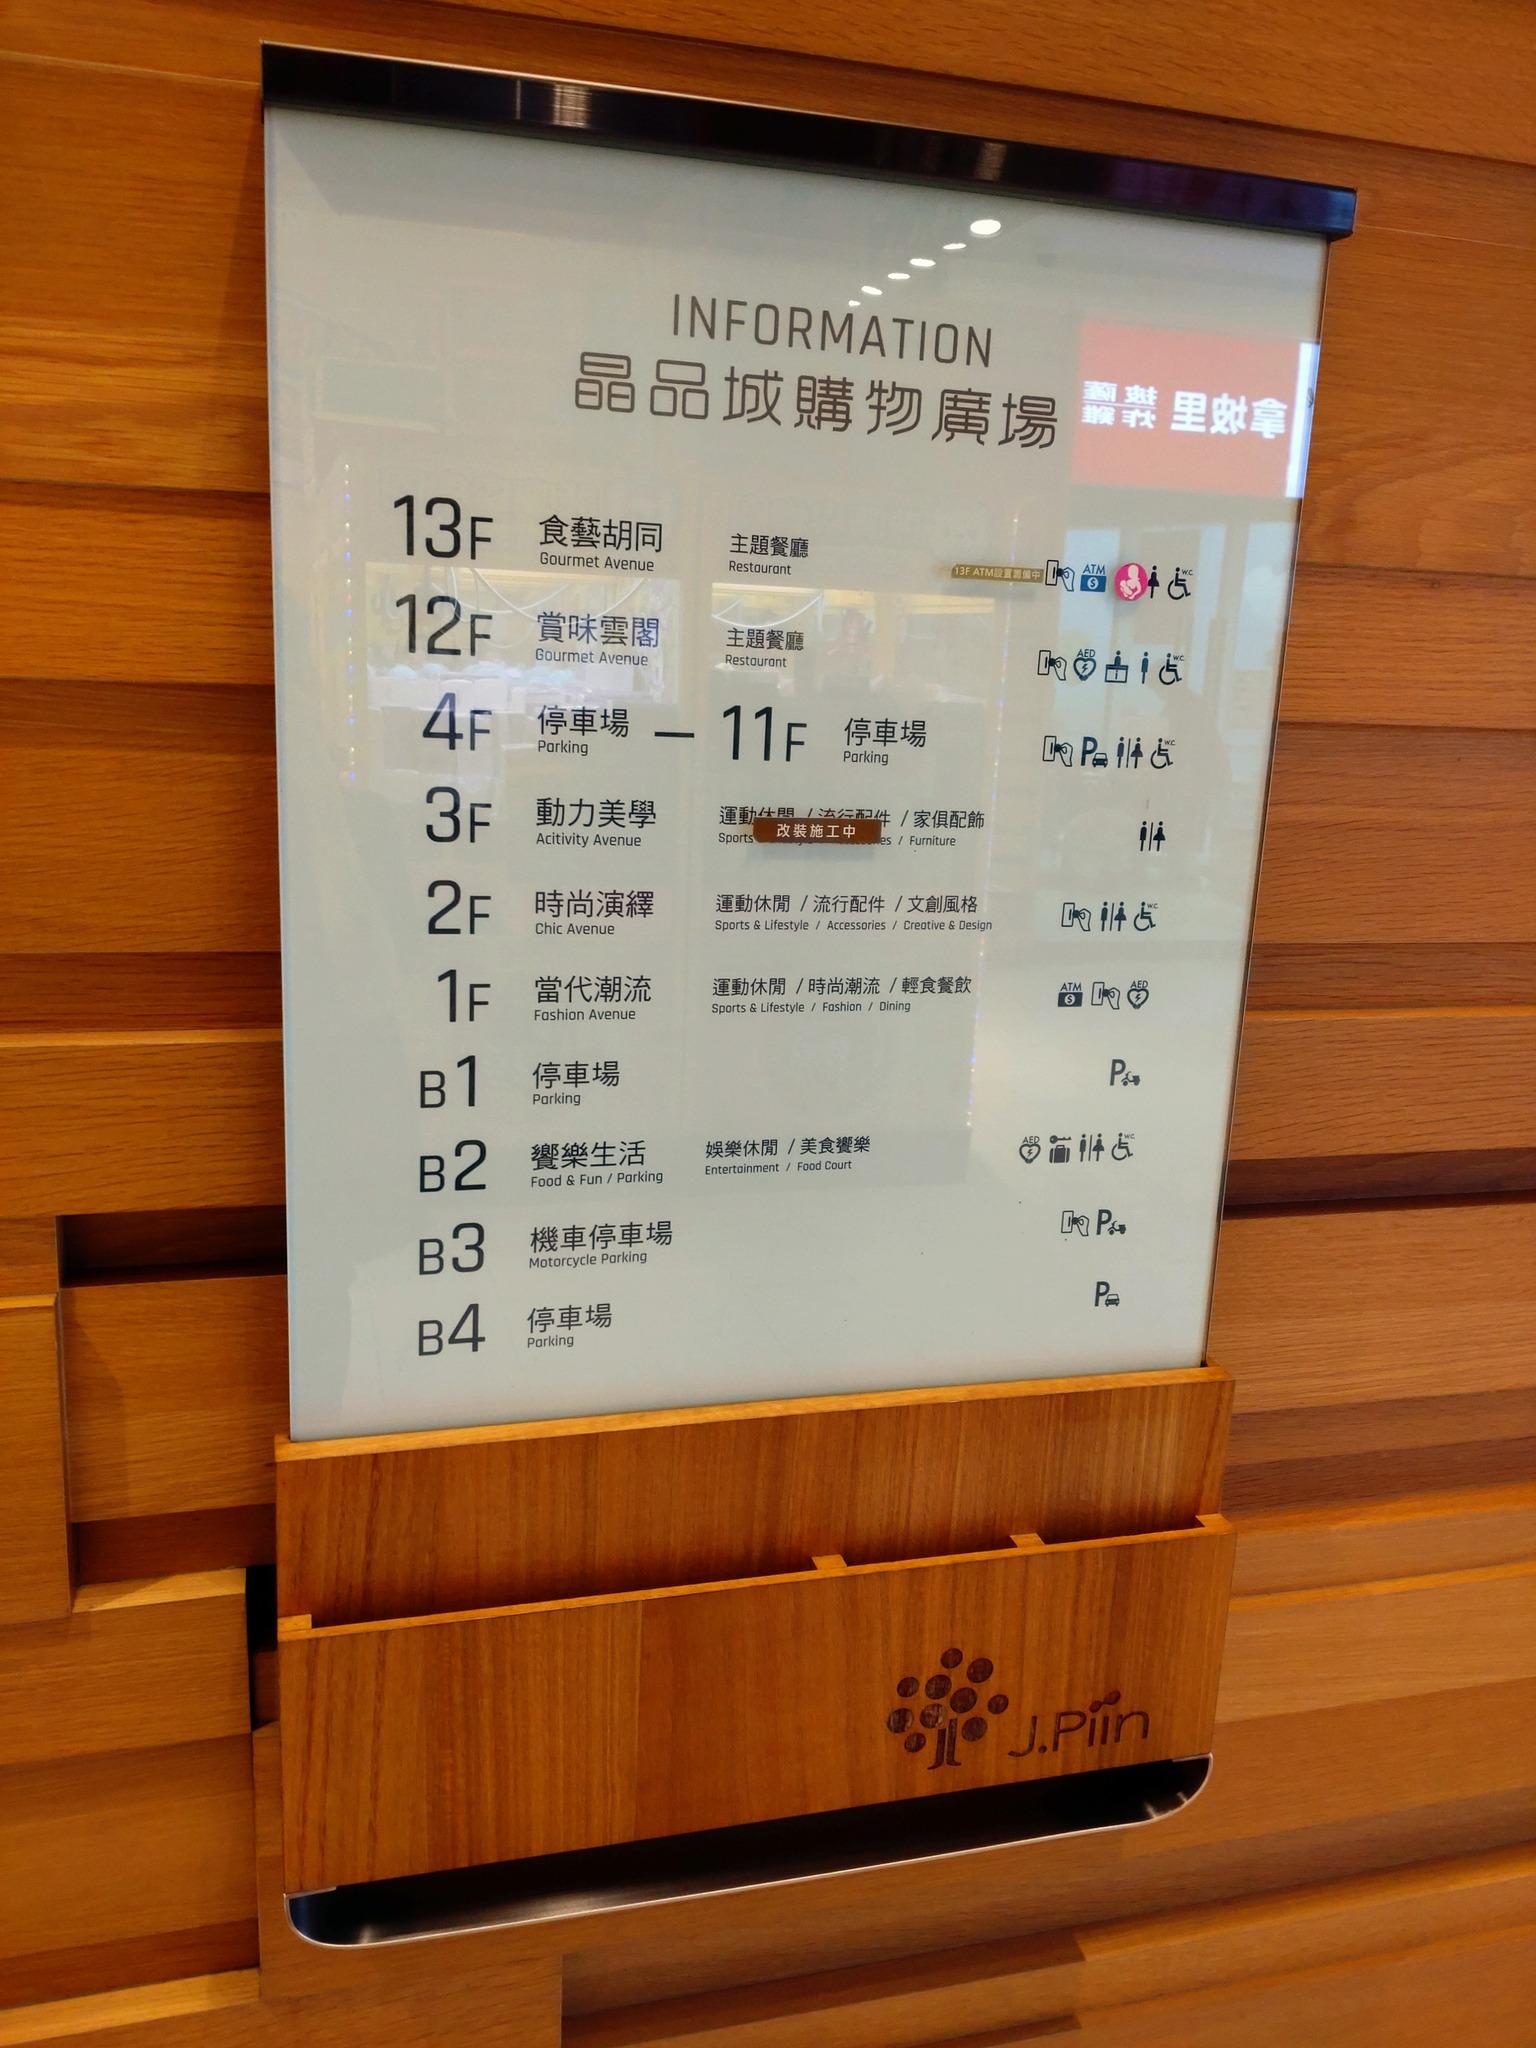 INFORMATION
晶品城購物廣場
拿坡里 披薩 炸雞
13F 食藝胡同 主題餐廳 13F ATM設置籌備中 ATM
Gourmet Avenue Restaurant
W.C.
12F 賞味雲閣 主題餐廳 AED
Gourmet Avenue Restaurant
W.C.
4F 停車場 — 11F 停車場 P
Parking Parking
W.C.
3F 動力美學 運動休閒 / 流行配件 / 家俱配飾
改裝施工中
Acitivity Avenue Sports / Furniture
2F 時尚演繹 運動休閒 / 流行配件 / 文創風格
Chic Avenue Sports & Lifestyle / Accessories / Creative & Design
W.C.
1F 當代潮流 運動休閒 / 時尚潮流 / 輕食餐飲 ATM AED
Fashion Avenue Sports & Lifestyle / Fashion / Dining
B1 停車場 P
Parking
B2 饗樂生活 娛樂休閒 / 美食饗樂 AED
Food & Fun / Parking Entertainment / Food Court
W.C.
B3 機車停車場 P
Motorcycle Parking
B4 停車場 P
Parking
J.Piin